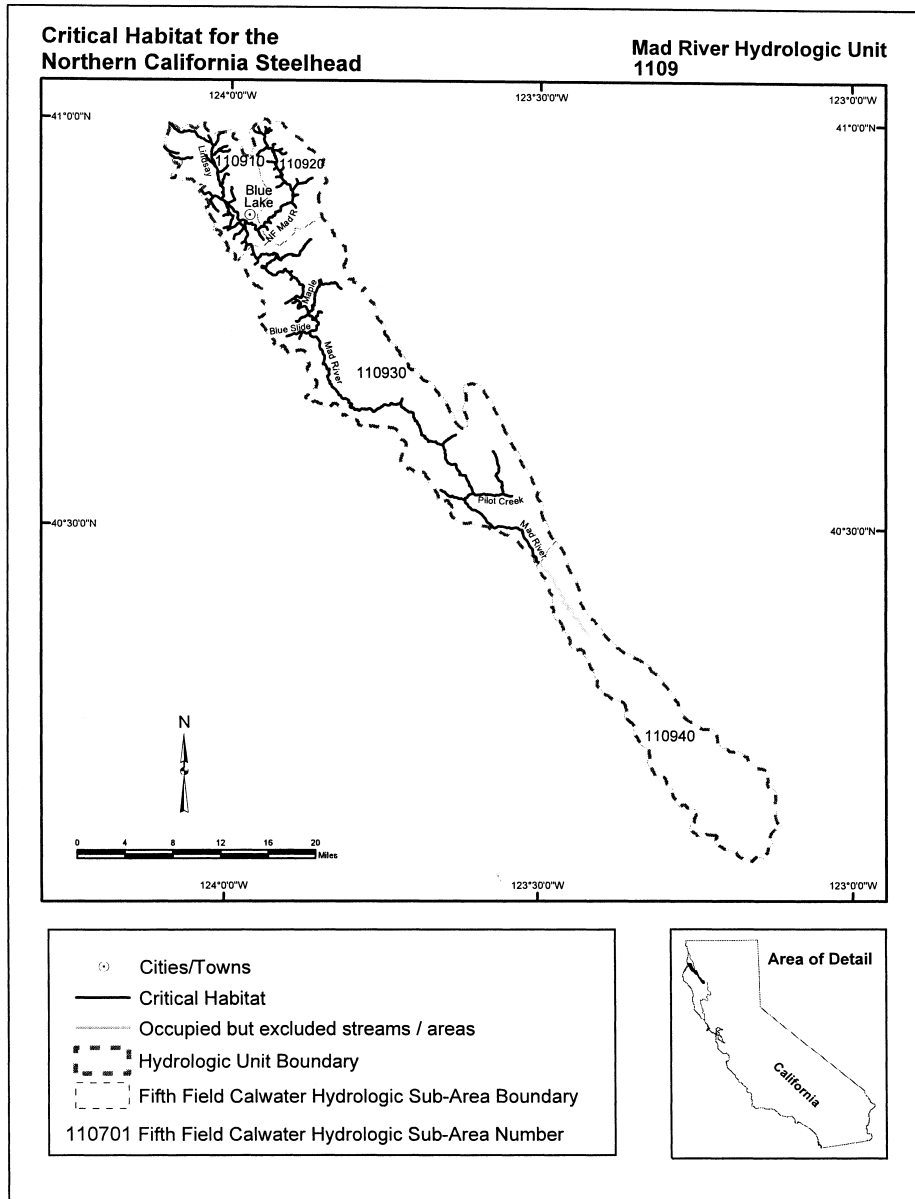 Critical Habitat for the
Northern California Steelhead
Mad River Hydrologic Unit
1109
124°0'0"W
123°30'0"W
123°0'0"W
41°0'0"N
41°0'0"N
Lindsay
110910
110920
Blue
Lake
NF Mad R
Maple
Blue Slide
Mad River
110930
Pilot Creek
40°30'0"N
Mad River
40°30'0"N
110940
N
0 4 8 12 16 20
Miles
124°0'0"W
123°30'0"W
123°0'0"W
Cities/Towns
Critical Habitat
Occupied but excluded streams / areas
Hydrologic Unit Boundary
Fifth Field Calwater Hydrologic Sub-Area Boundary
110701 Fifth Field Calwater Hydrologic Sub-Area Number
Area of Detail
California